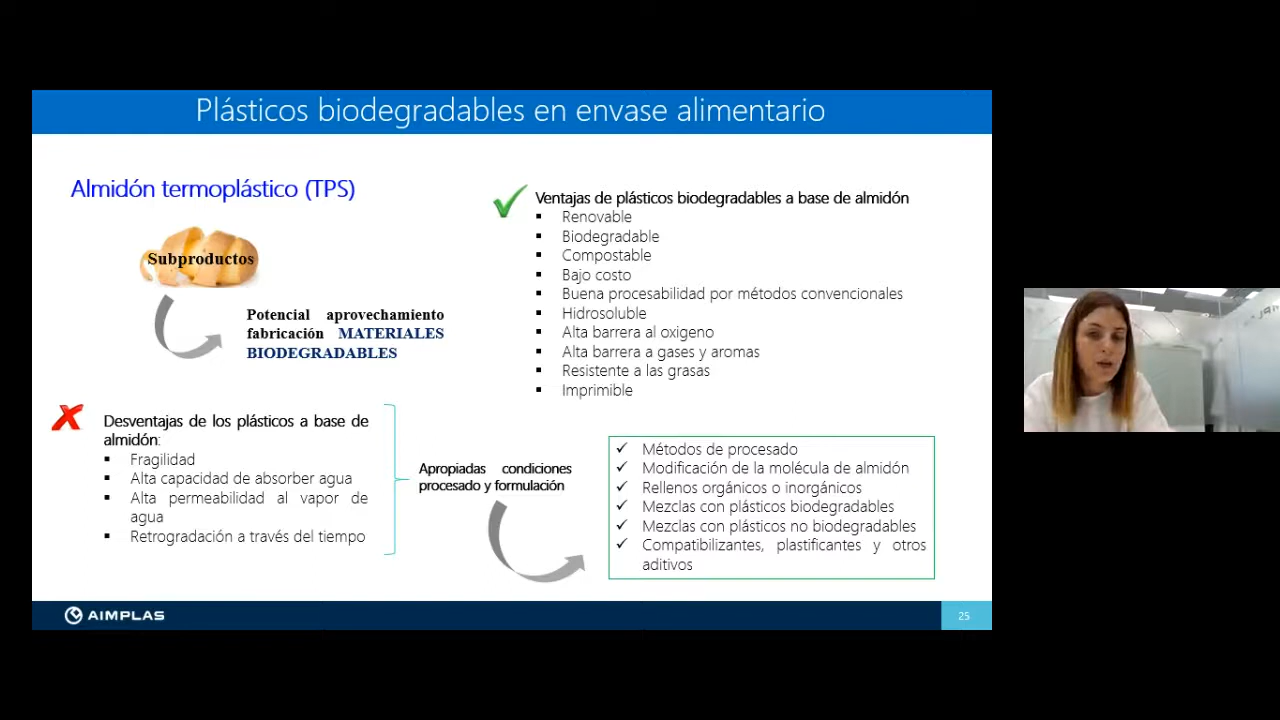 Plásticos biodegradables en envase alimentario
Almidón termoplástico (TPS)
Subproductos
Potencial aprovechamiento
fabricación MATERIALES
BIODEGRADABLES
Ventajas de plásticos biodegradables a base de almidón
Renovable
Biodegradable
Compostable
Bajo costo
Buena procesabilidad por métodos convencionales
Hidrosoluble
Alta barrera al oxigeno
Alta barrera a gases y aromas
Resistente a las grasas
Imprimible
Desventajas de los plásticos a base de
almidón:
Fragilidad
Alta capacidad de absorber agua
Alta permeabilidad al vapor de
agua
Retrogradación a través del tiempo
Apropiadas condiciones
procesado y formulación
Métodos de procesado
Modificación de la molécula de almidón
Rellenos orgánicos o inorgánicos
Mezclas con plásticos biodegradables
Mezclas con plásticos no biodegradables
Compatibilizantes, plastificantes y otros
aditivos
AIMPLAS
25